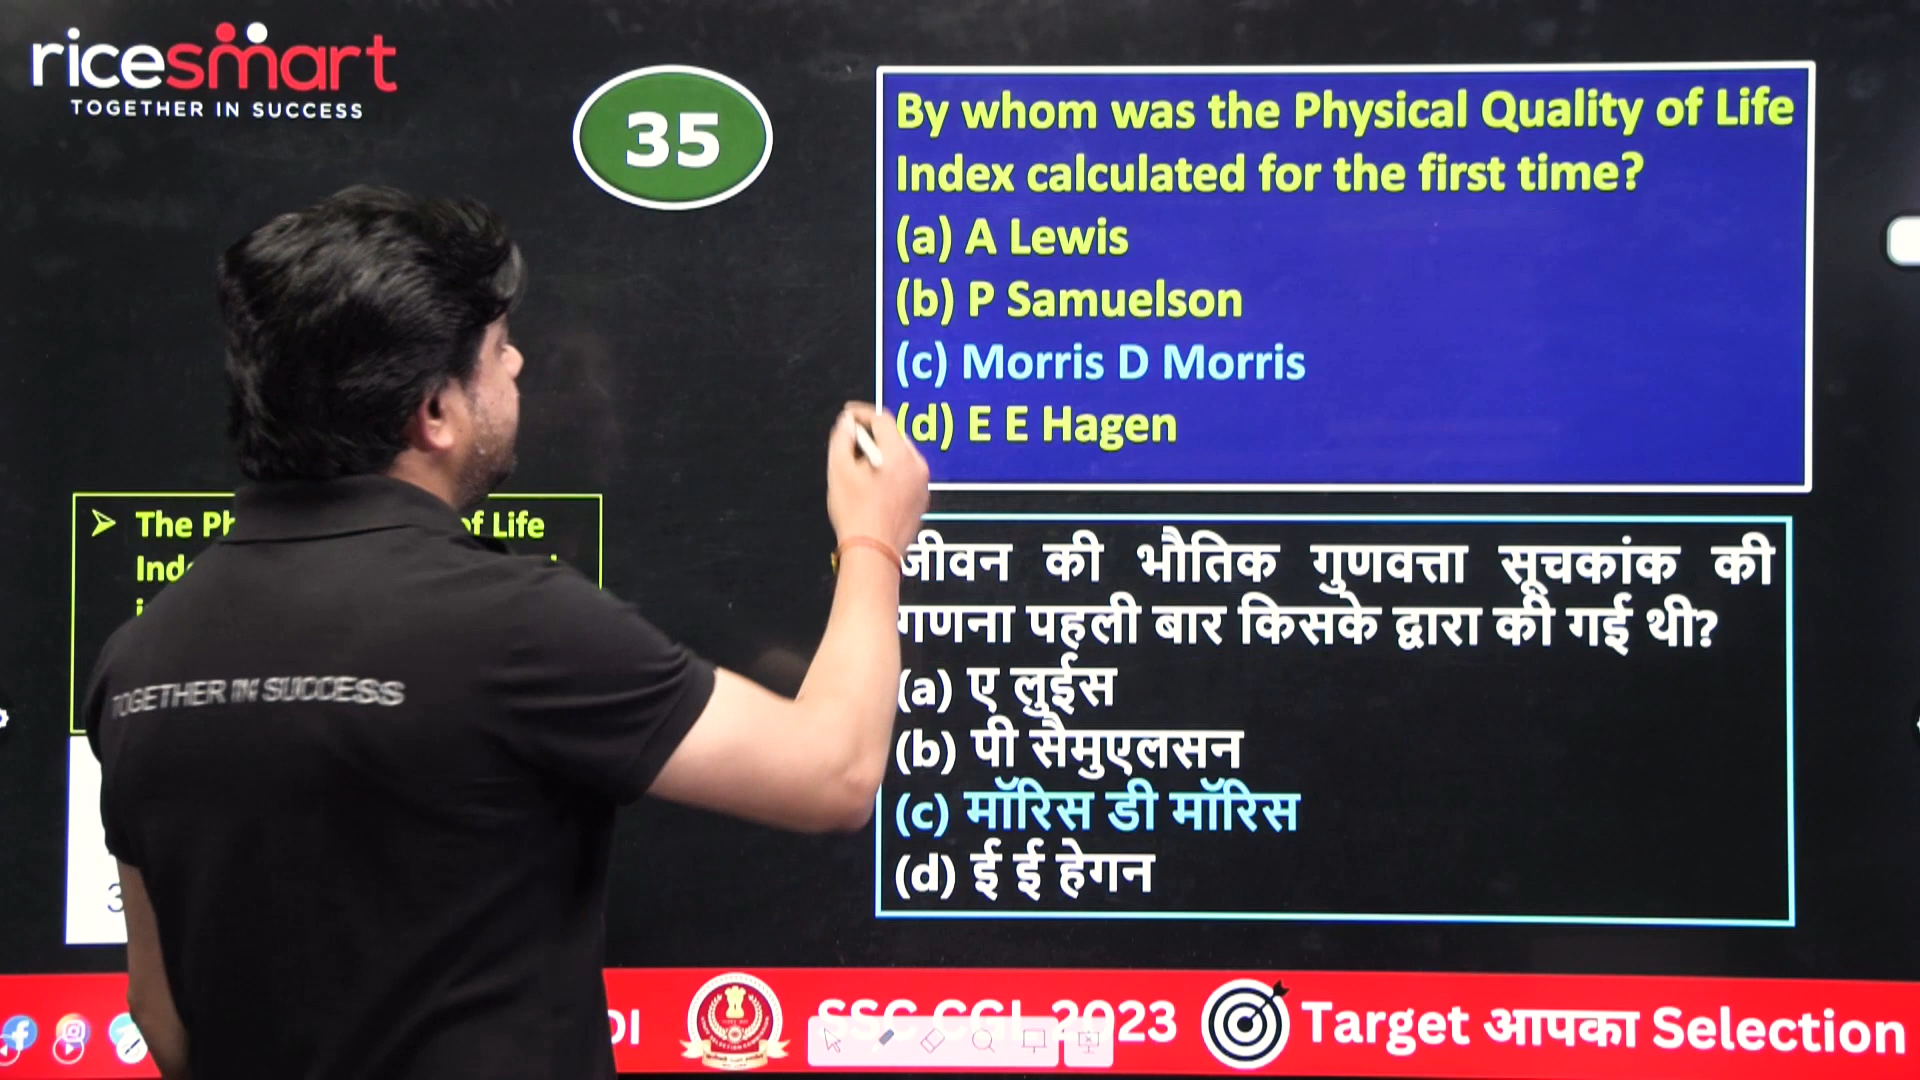 ricesmart
TOGETHER IN SUCCESS
35
By whom was the Physical Quality of Life
Index calculated for the first time?
(a) A Lewis
(b) P Samuelson
(c) Morris D Morris
(d) E E Hagen
जीवन की भौतिक गुणवत्ता सूचकांक की
गणना पहली बार किसके द्वारा की गई थी?
(a) ए लुईस
(b) पी सैमुएलसन
(c) मॉरिस डी मॉरिस
(d) ई ई हेगन
The of Life
TOGETHER IN SUCCESS
SSC CGL 2023
Target आपका Selection